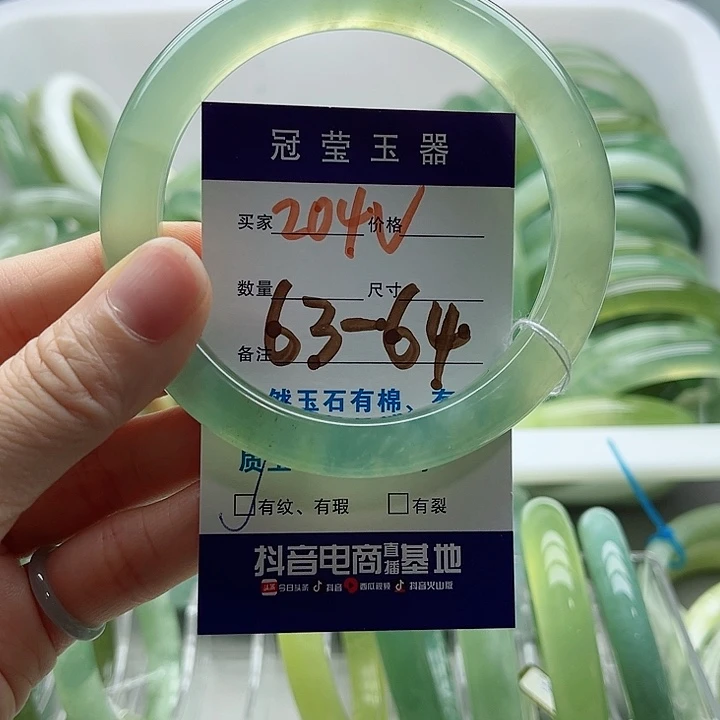 冠莹玉器
买家 204V 价格
数量 尺寸
63-64
备注
然玉石有棉、有
质
有纹、有瑕 有裂
抖音电商直播基地
头条 今日头条 抖音 西瓜视频 抖音火山版